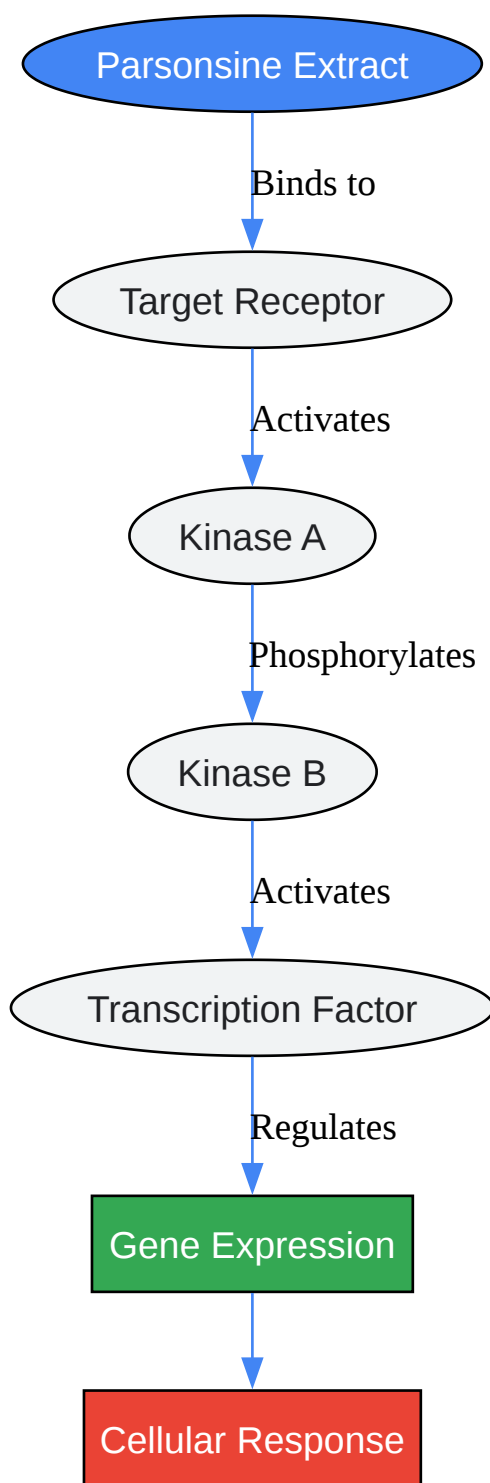 Parsonsine Extract
Binds to
Target Receptor
Activates
Kinase A
Phosphorylates
Kinase B
Activates
Transcription Factor
Regulates
Gene Expression
Cellular Response